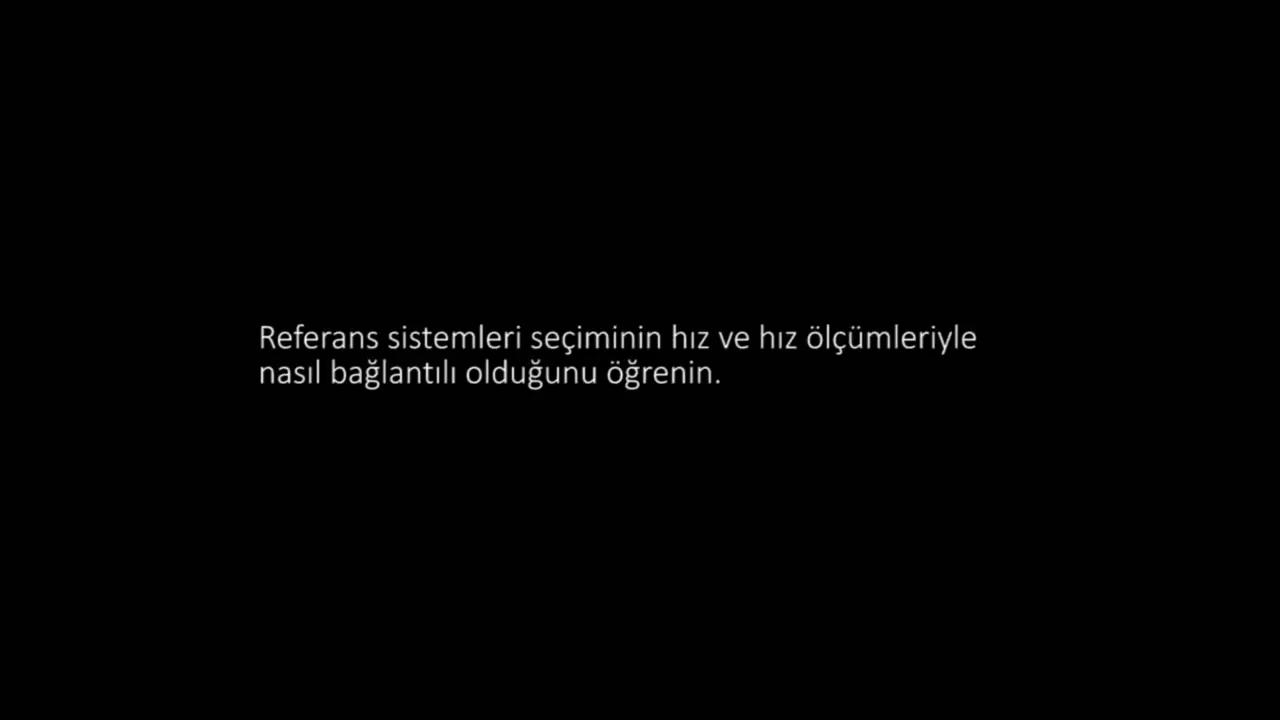 Referans sistemleri seçiminin hız ve hız ölçümleriyle
nasıl bağlantılı olduğunu öğrenin.